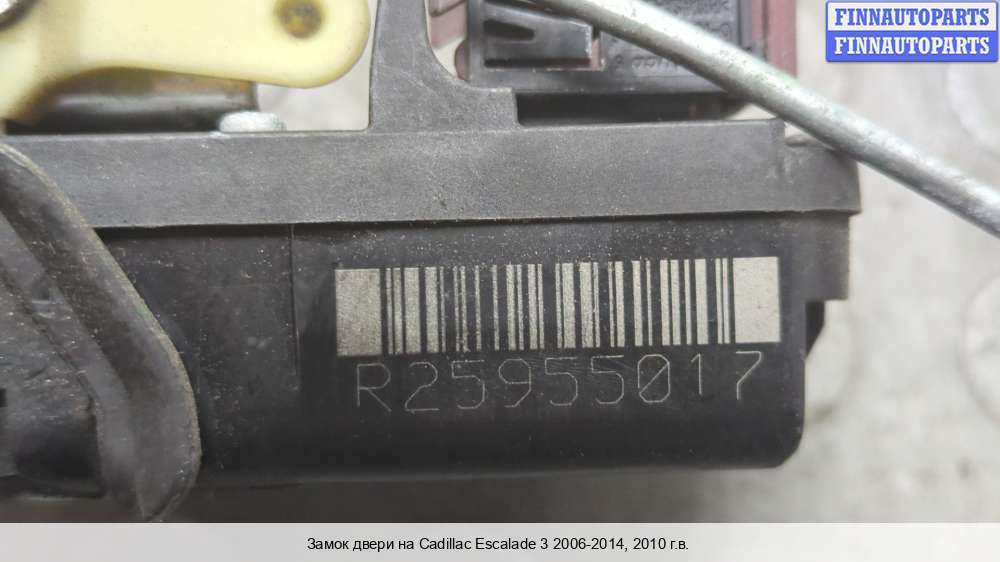 FINNAUTOPARTS
FINNAUTOPARTS
R25955017
Замок двери на Cadillac Escalade 3 2006-2014, 2010 г.в.